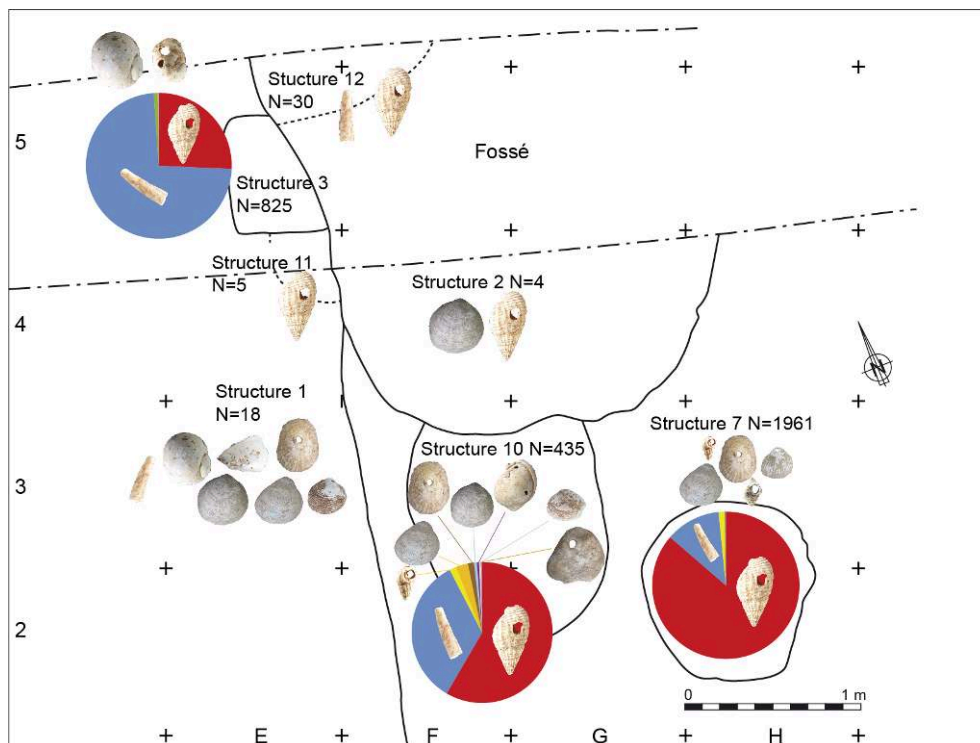 Stucture 12
N=30
5
Fossé
Structure 3
N=825
Structure 11
N=5
Structure 2 N=4
4
N
Structure 1
N=18
Structure 10 N=435
Structure 7 N=1961
3
2
0 1 m
E F G H